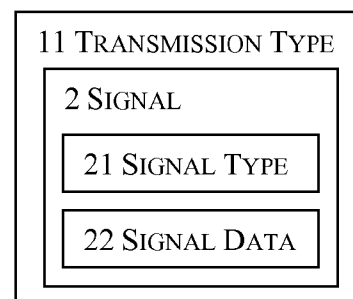 11 TRANSMISSION TYPE
2 SIGNAL
21 SIGNAL TYPE
22 SIGNAL DATA